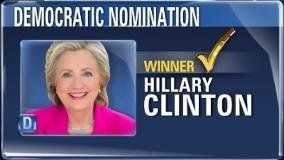 DEMOCRATIC NOMINATION
WINNER
HILLARY
CLINTON
D